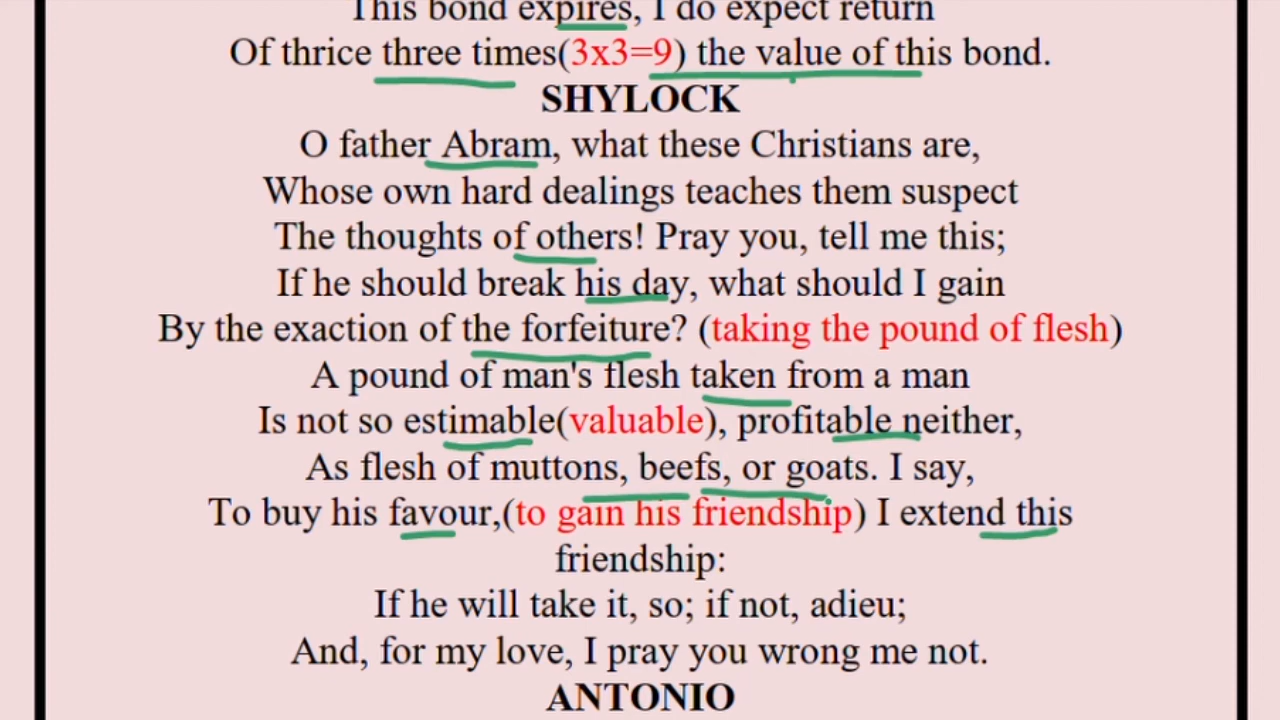 This bond expires, I do expect return
Of thrice three times(3x3=9) the value of this bond.
SHYLOCK
O father Abram, what these Christians are,
Whose own hard dealings teaches them suspect
The thoughts of others! Pray you, tell me this;
If he should break his day, what should I gain
By the exaction of the forfeiture? (taking the pound of flesh)
A pound of man's flesh taken from a man
Is not so estimable(valuable), profitable neither,
As flesh of muttons, beefs, or goats. I say,
To buy his favour,(to gain his friendship) I extend this
friendship:
If he will take it, so; if not, adieu;
And, for my love, I pray you wrong me not.
ANTONIO